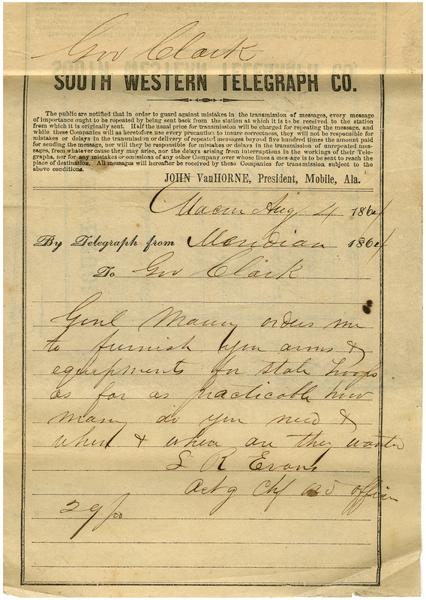 Gov Clark
SOUTH WESTERN TELEGRAPH CO.
The public are notified that in order to guard against mistakes in the transmission of messages, every message
of importance ought to be repeated by being sent back from the station at which it is to be received to the station
from which it is originally sent. Half the usual price for transmission will be charged for repeating the message, and
while these Companies will as heretofore use every precaution to insure correctness, they will not be responsible for
mistakes or delays in the transmission or delivery of repeated messages beyond five hundred times the amount paid
for sending the message, nor will they be responsible for mistakes or delays in the transmission of unrepeated mes-
sages, from whatever cause they may arise, nor for delays arising from interruptions in the workings of their Tele-
graphs, nor for any mistakes or omissions of any other Company over whose lines a message is to be sent to reach the
place of destination. All messages will hereafter be received by these Companies for transmission subject to the
above conditions.
JOHN VanHORNE, President, Mobile, Ala.
Macon Aug 4 1864
By Telegraph from Meridian 1864
To Gov Clark
Genl Maury orders me
to furnish you arms &
equipments for state troops
as far as practicable how
many do you need &
when & where are they wanted
L R Evans
Actg Chf Ord officer
29